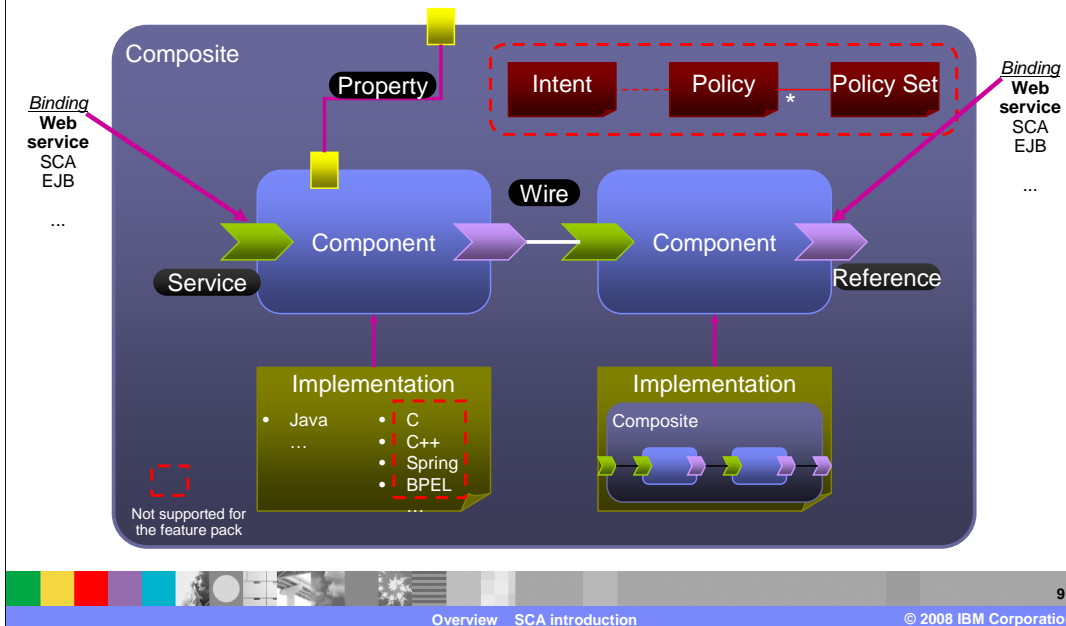 Composite
Property
Intent
Policy
*
Policy Set
Binding
Web
service
SCA
EJB
...
Binding
Web
service
SCA
EJB
...
Wire
Component
Component
Service
Reference
Implementation
• Java
…
• C
• C++
• Spring
• BPEL
…
Implementation
Composite
Not supported for
the feature pack
9
Overview SCA introduction
© 2008 IBM Corporatio